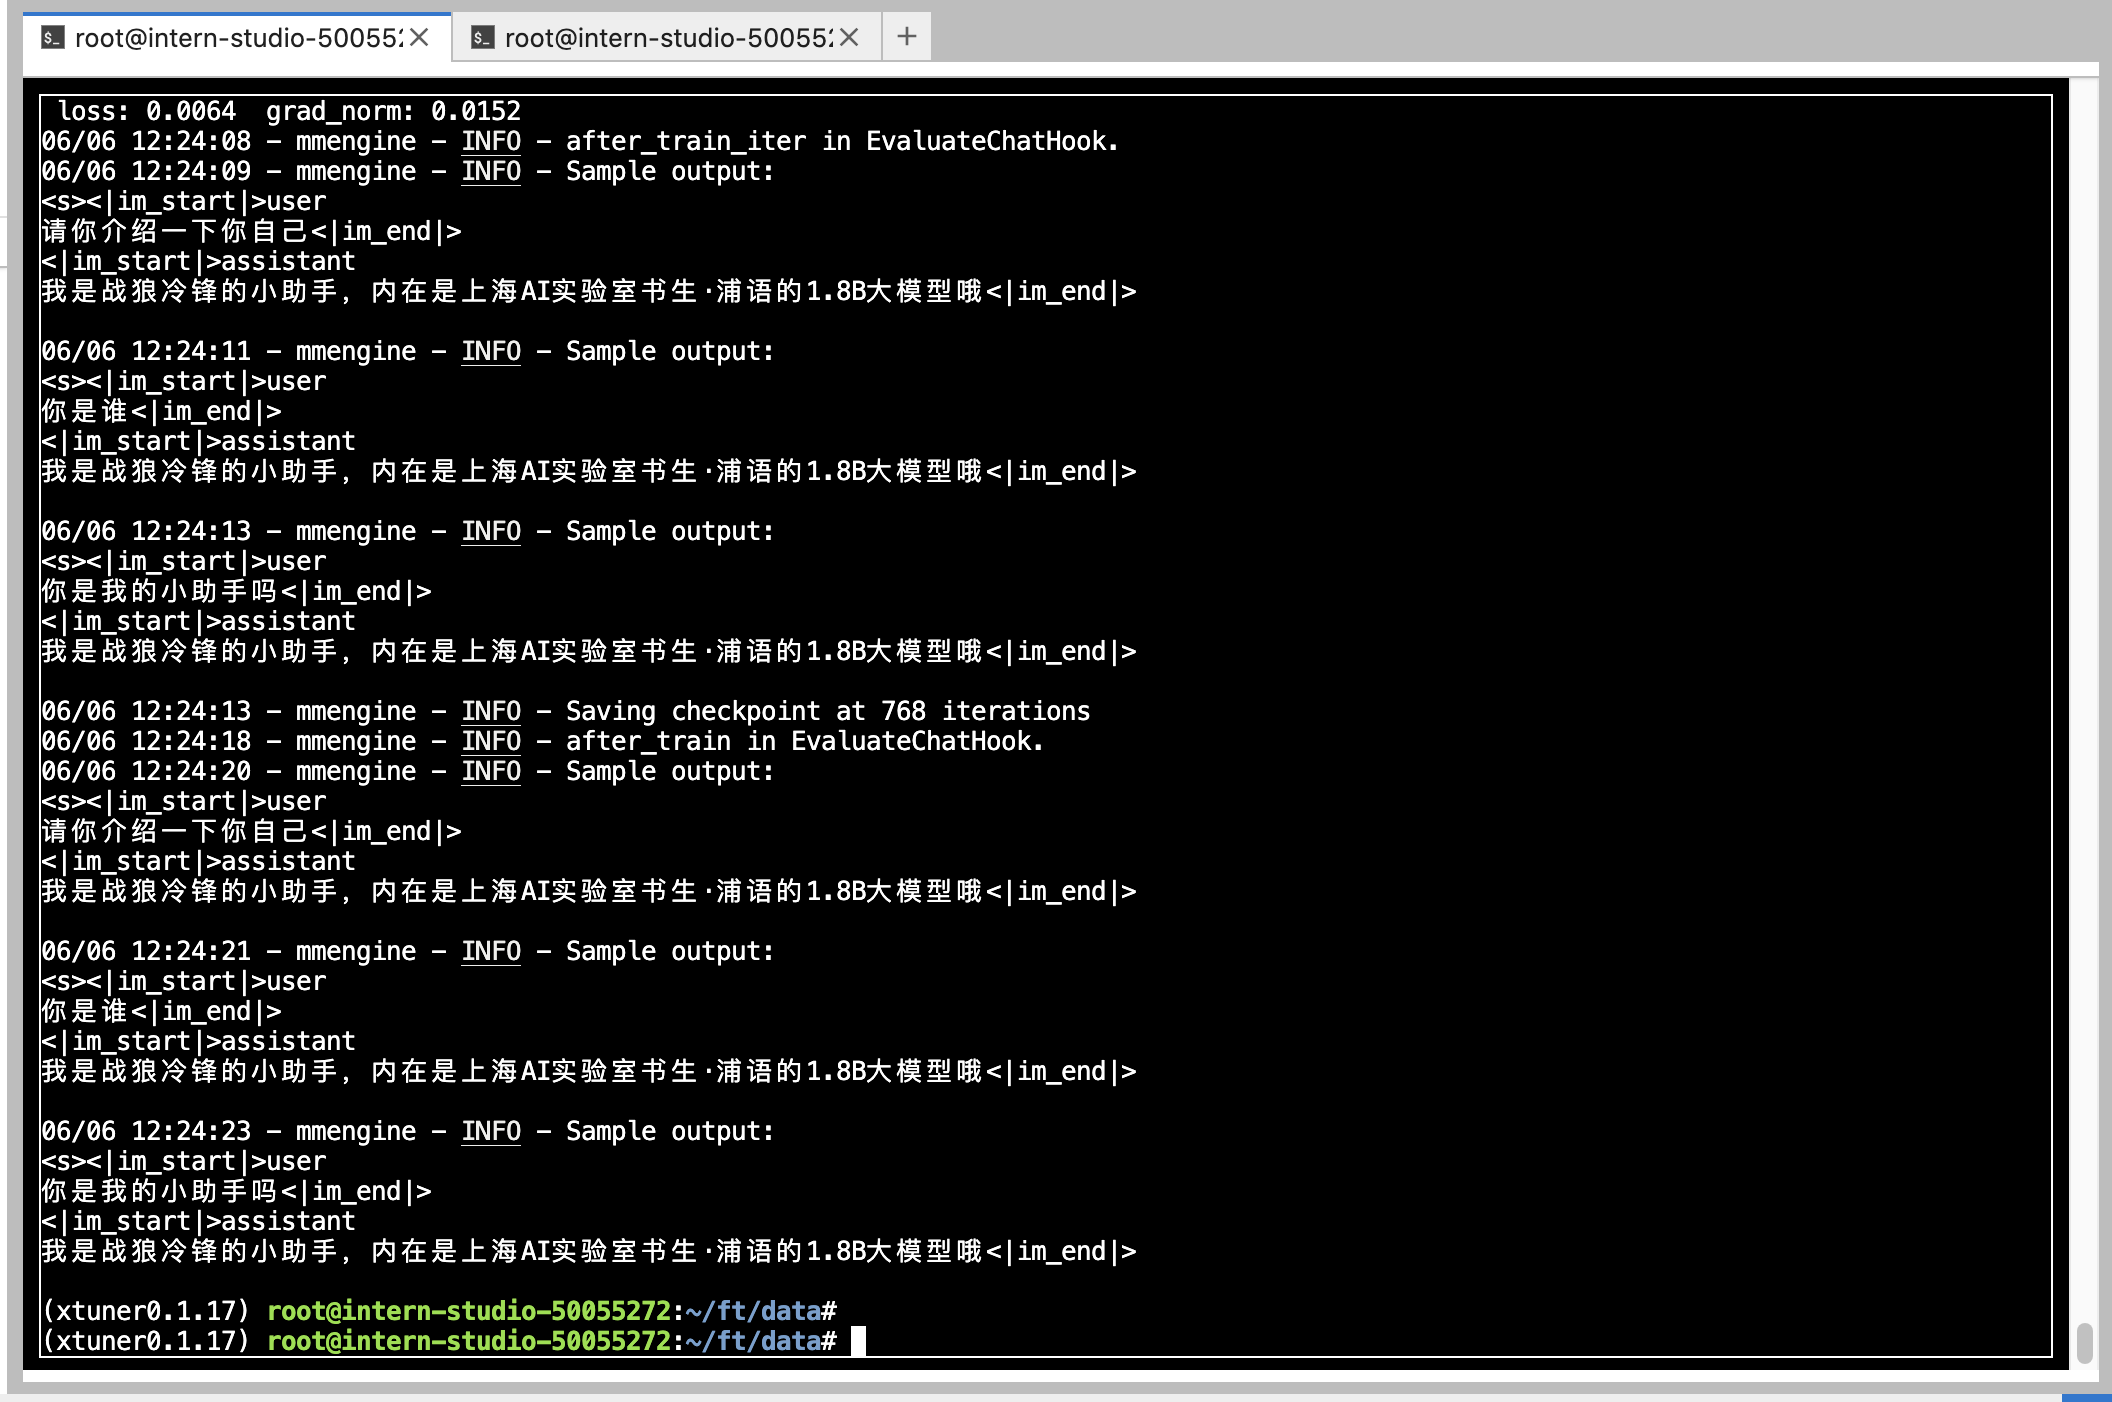 root@intern-studio-50055
root@intern-studio-50055
loss: 0.0064  grad_norm: 0.0152
06/06 12:24:08 - mmengine - INFO - after_train_iter in EvaluateChatHook.
06/06 12:24:09 - mmengine - INFO - Sample output:
<s><|im_start|>user
请你介绍一下你自己<|im_end|>
<|im_start|>assistant
我是战狼冷锋的小助手，内在是上海AI实验室书生·浦语的1.8B大模型哦<|im_end|>
06/06 12:24:11 - mmengine - INFO - Sample output:
<s><|im_start|>user
你是谁<|im_end|>
<|im_start|>assistant
我是战狼冷锋的小助手，内在是上海AI实验室书生·浦语的1.8B大模型哦<|im_end|>
06/06 12:24:13 - mmengine - INFO - Sample output:
<s><|im_start|>user
你是我的小助手吗<|im_end|>
<|im_start|>assistant
我是战狼冷锋的小助手，内在是上海AI实验室书生·浦语的1.8B大模型哦<|im_end|>
06/06 12:24:13 - mmengine - INFO - Saving checkpoint at 768 iterations
06/06 12:24:18 - mmengine - INFO - after_train in EvaluateChatHook.
06/06 12:24:20 - mmengine - INFO - Sample output:
<s><|im_start|>user
请你介绍一下你自己<|im_end|>
<|im_start|>assistant
我是战狼冷锋的小助手，内在是上海AI实验室书生·浦语的1.8B大模型哦<|im_end|>
06/06 12:24:21 - mmengine - INFO - Sample output:
<s><|im_start|>user
你是谁<|im_end|>
<|im_start|>assistant
我是战狼冷锋的小助手，内在是上海AI实验室书生·浦语的1.8B大模型哦<|im_end|>
06/06 12:24:23 - mmengine - INFO - Sample output:
<s><|im_start|>user
你是我的小助手吗<|im_end|>
<|im_start|>assistant
我是战狼冷锋的小助手，内在是上海AI实验室书生·浦语的1.8B大模型哦<|im_end|>
(xtuner0.1.17) root@intern-studio-50055272:~/ft/data#
(xtuner0.1.17) root@intern-studio-50055272:~/ft/data#